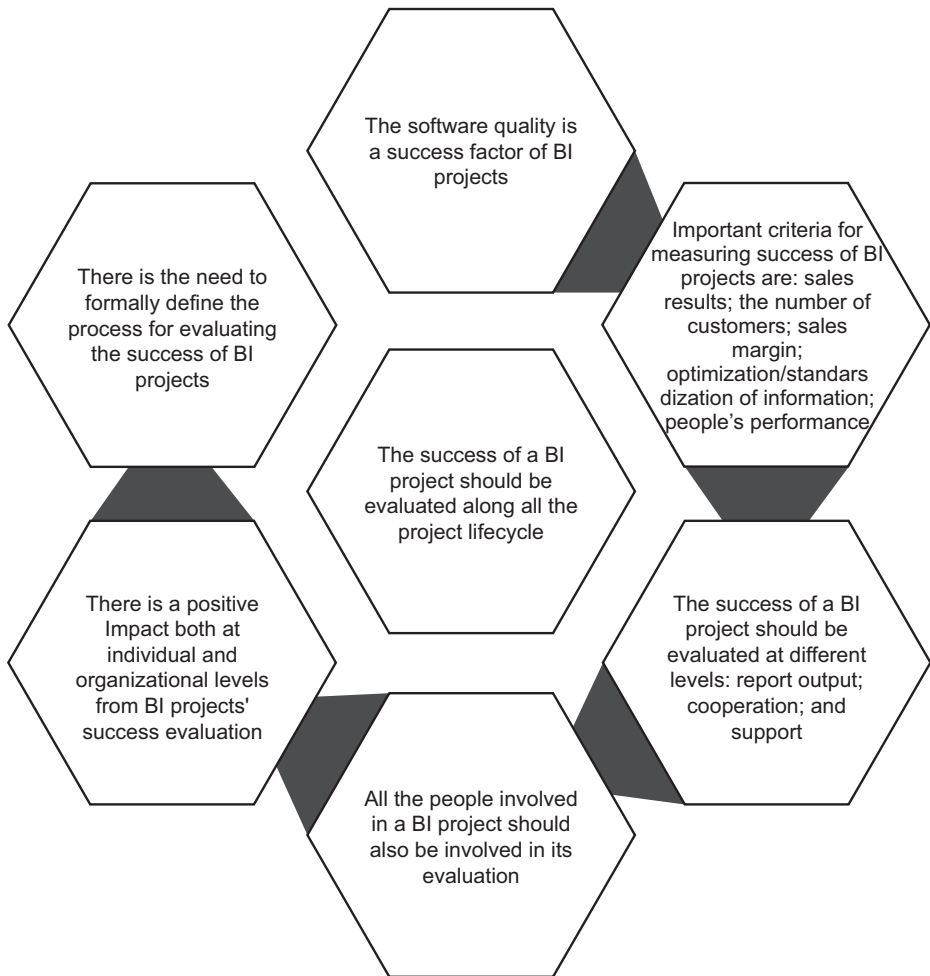 The software quality is
a success factor of BI
projects
Important criteria for
measuring success of BI
projects are: sales
results; the number of
customers; sales
margin;
optimization/standars
dization of information;
people’s performance
The success of a BI
project should be
evaluated at different
levels: report output;
cooperation; and
support
All the people involved
in a BI project should
also be involved in its
evaluation
There is a positive
Impact both at
individual and
organizational levels
from BI projects'
success evaluation
There is the need to
formally define the
process for evaluating
the success of BI
projects
The success of a BI
project should be
evaluated along all the
project lifecycle